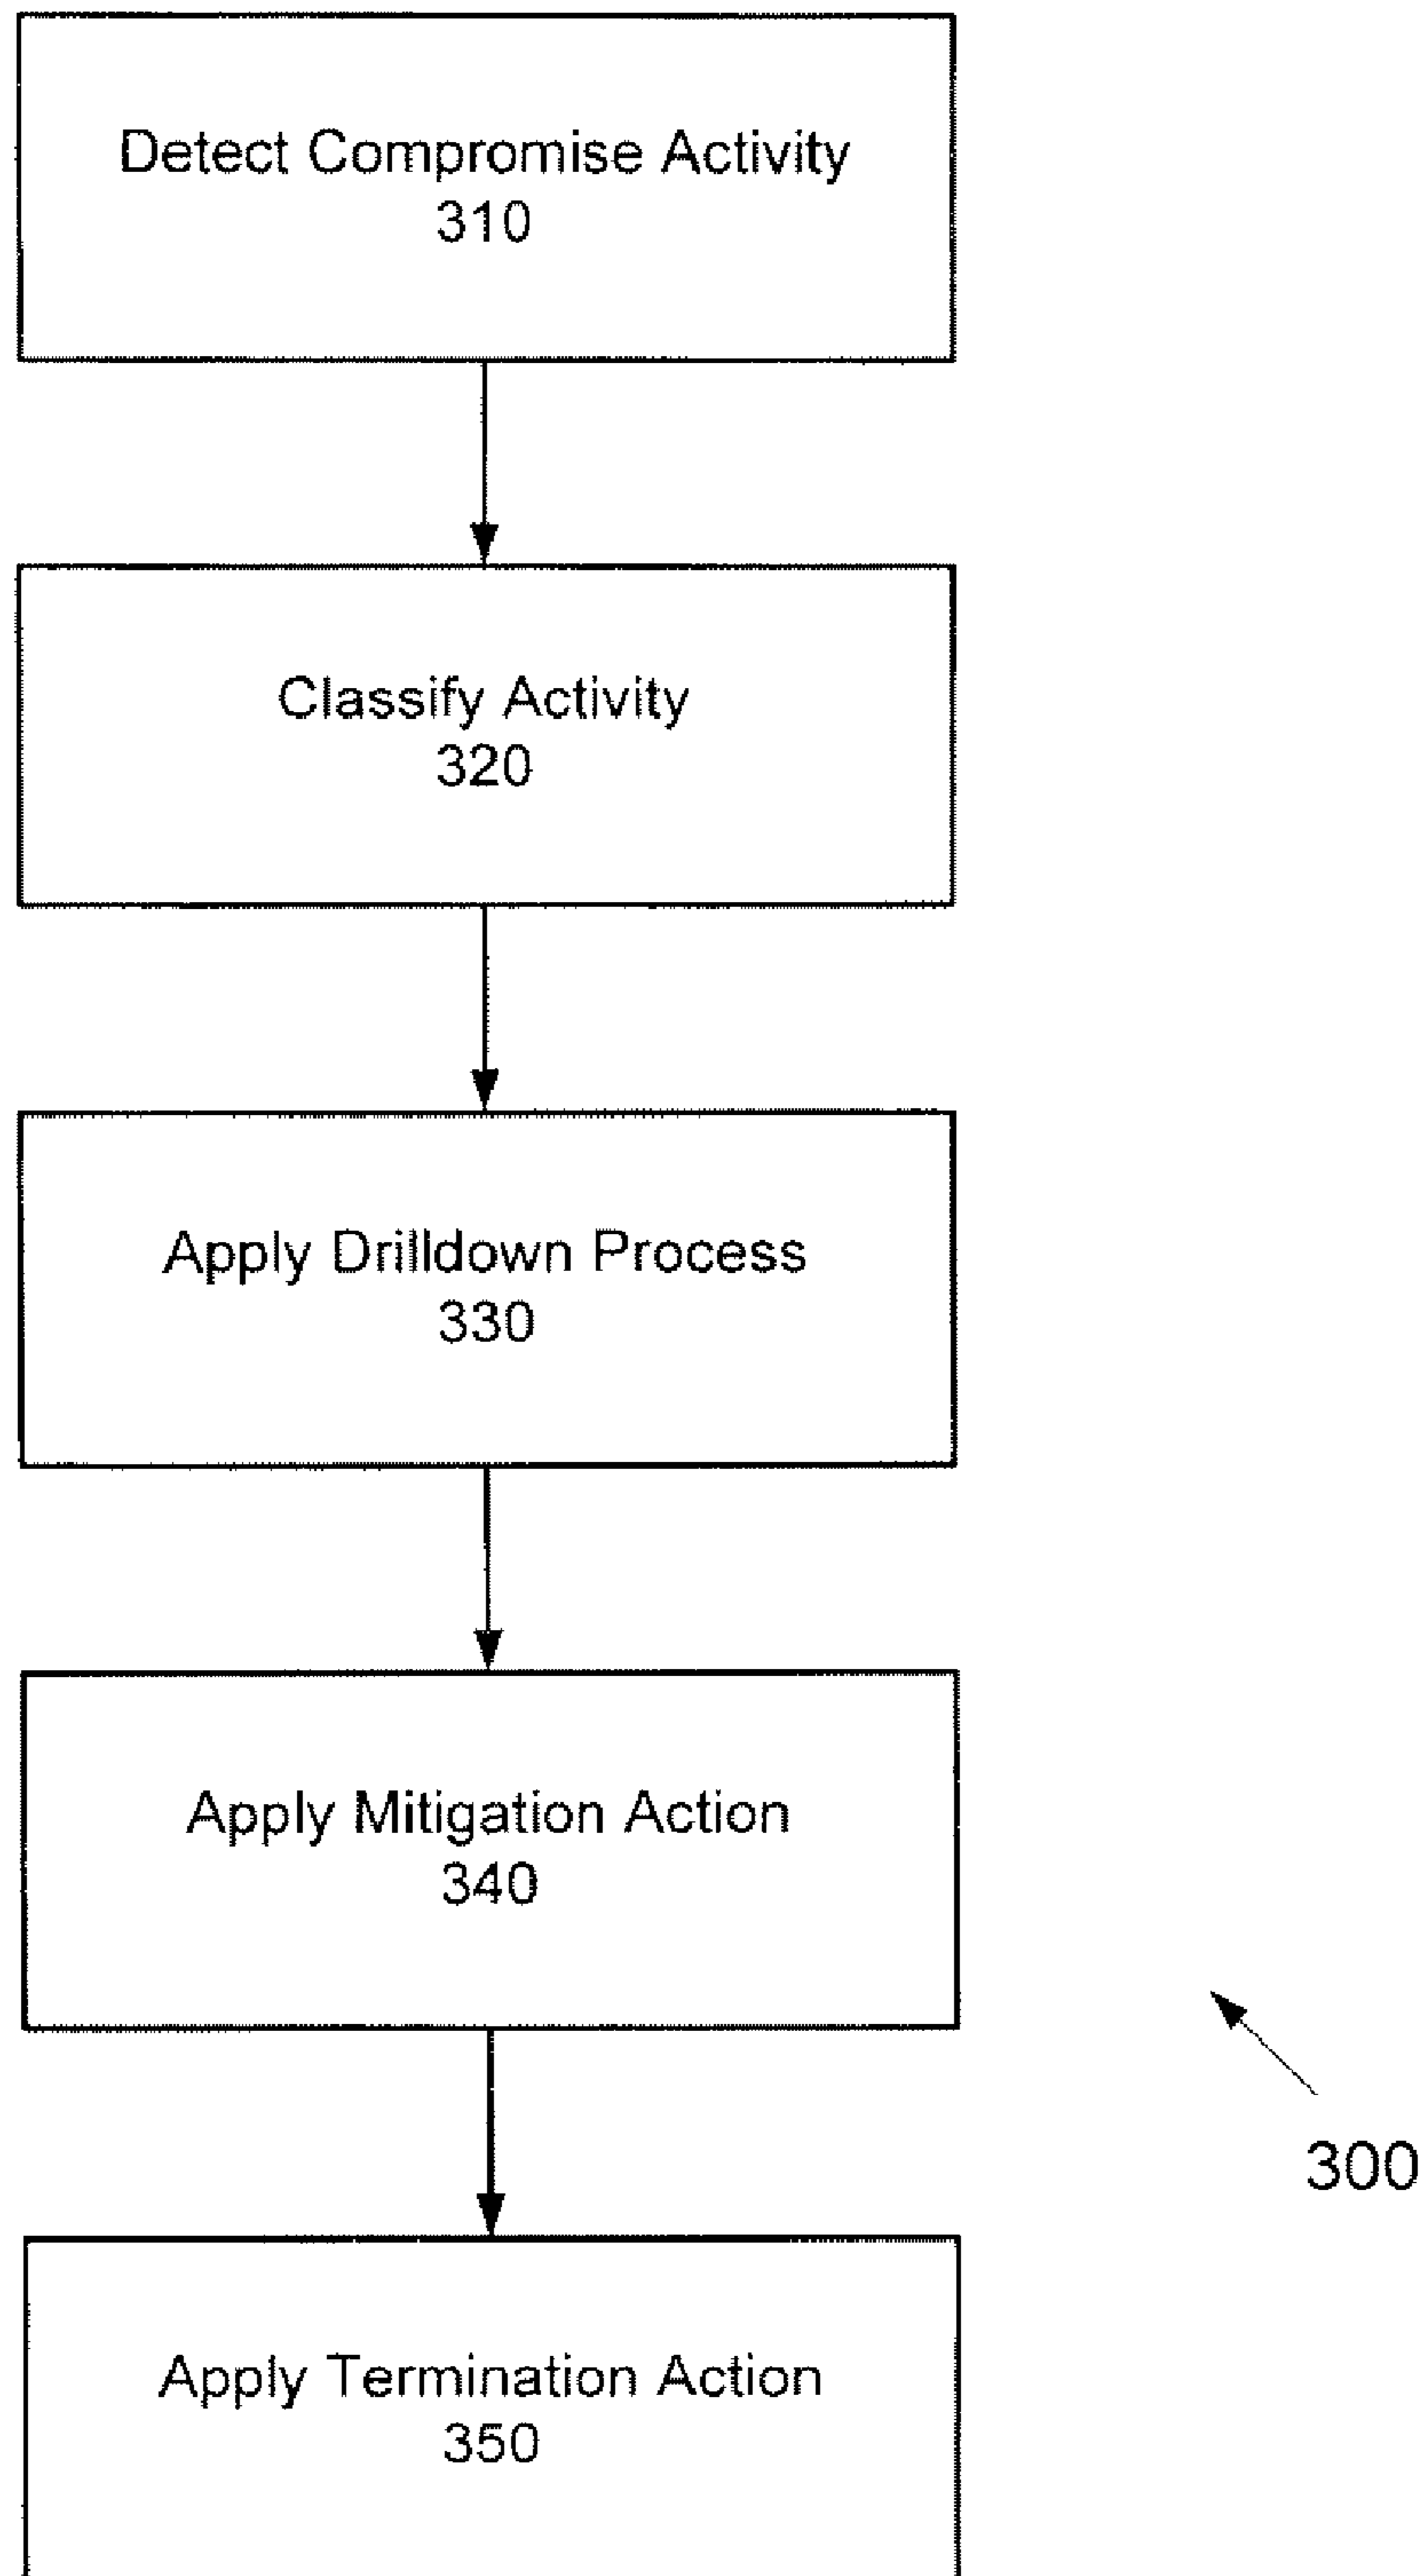 Detect Compromise Activity
310
Classify Activity
320
Apply Drilldown Process
330
Apply Mitigation Action
340
300
Apply Termination Action
350